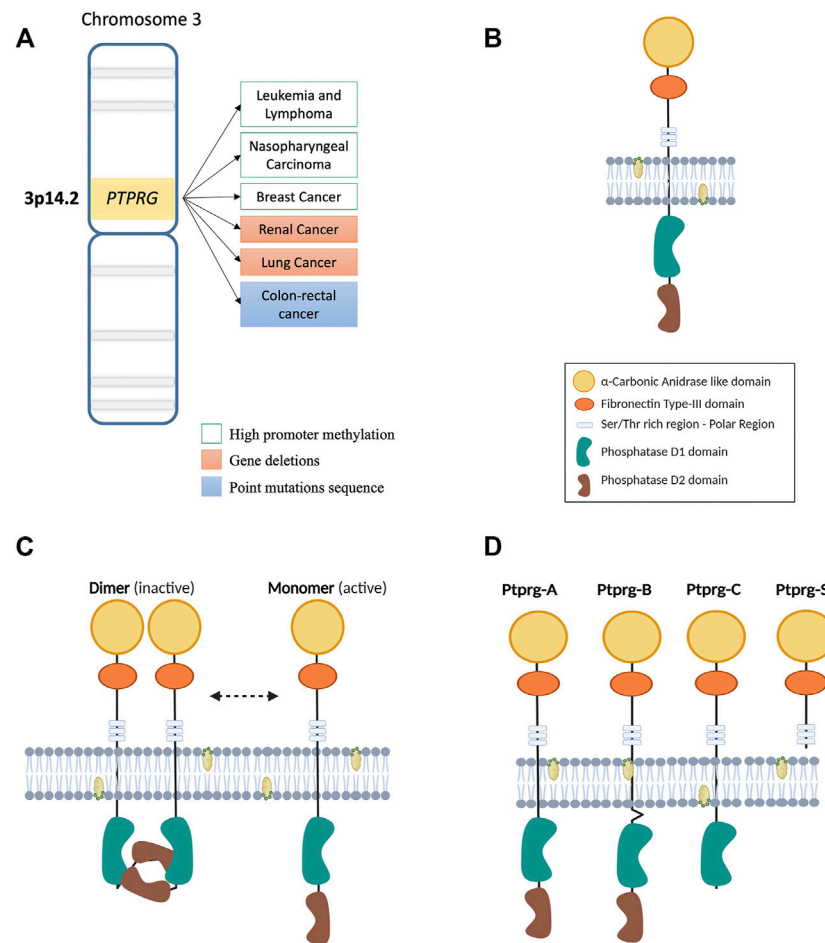 A
Chromosome 3
3p14.2
PTPRG
Leukemia and
Lymphoma
Nasopharyngeal
Carcinoma
Breast Cancer
Renal Cancer
Lung Cancer
Colon-rectal
cancer
High promoter methylation
Gene deletions
Point mutations sequence
B
α-Carbonic Anidrase like domain
Fibronectin Type-III domain
Ser/Thr rich region - Polar Region
Phosphatase D1 domain
Phosphatase D2 domain
C
Dimer (inactive)
Monomer (active)
D
Ptprg-A
Ptprg-B
Ptprg-C
Ptprg-S